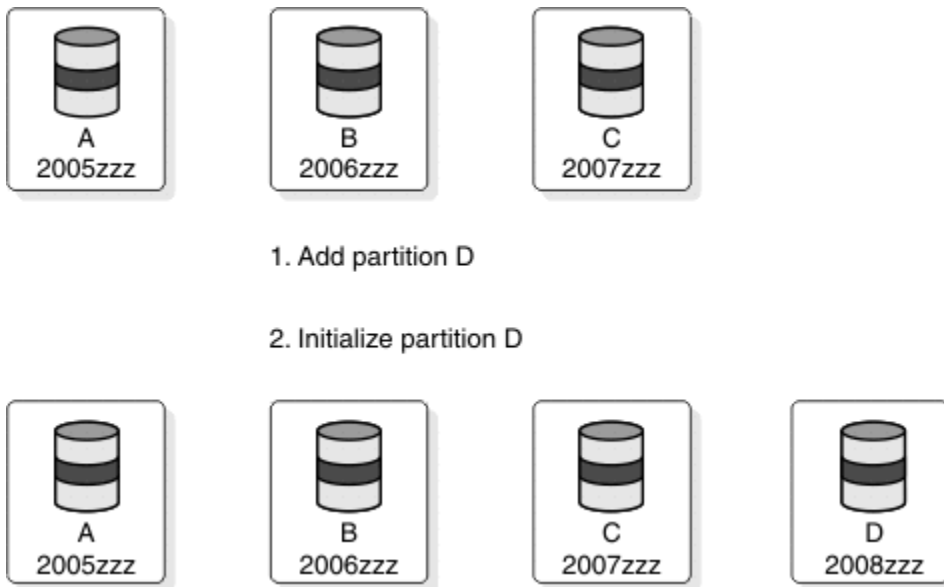 A
2005zzz
B
2006zzz
C
2007zzz
1. Add partition D
2. Initialize partition D
A
2005zzz
B
2006zzz
C
2007zzz
D
2008zzz